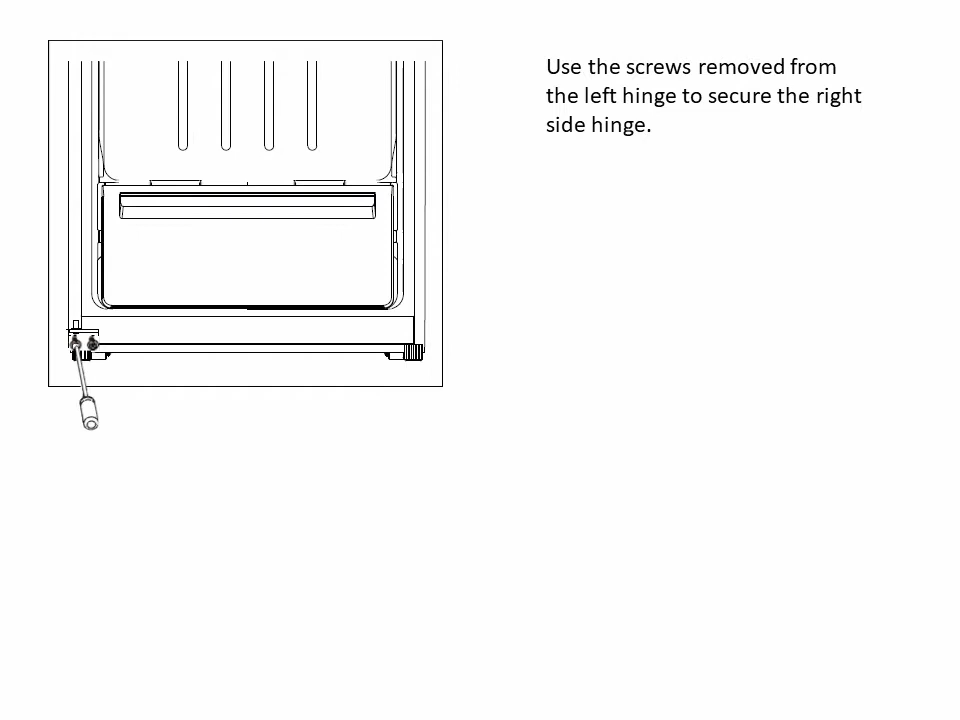 Use the screws removed from
the left hinge to secure the right
side hinge.